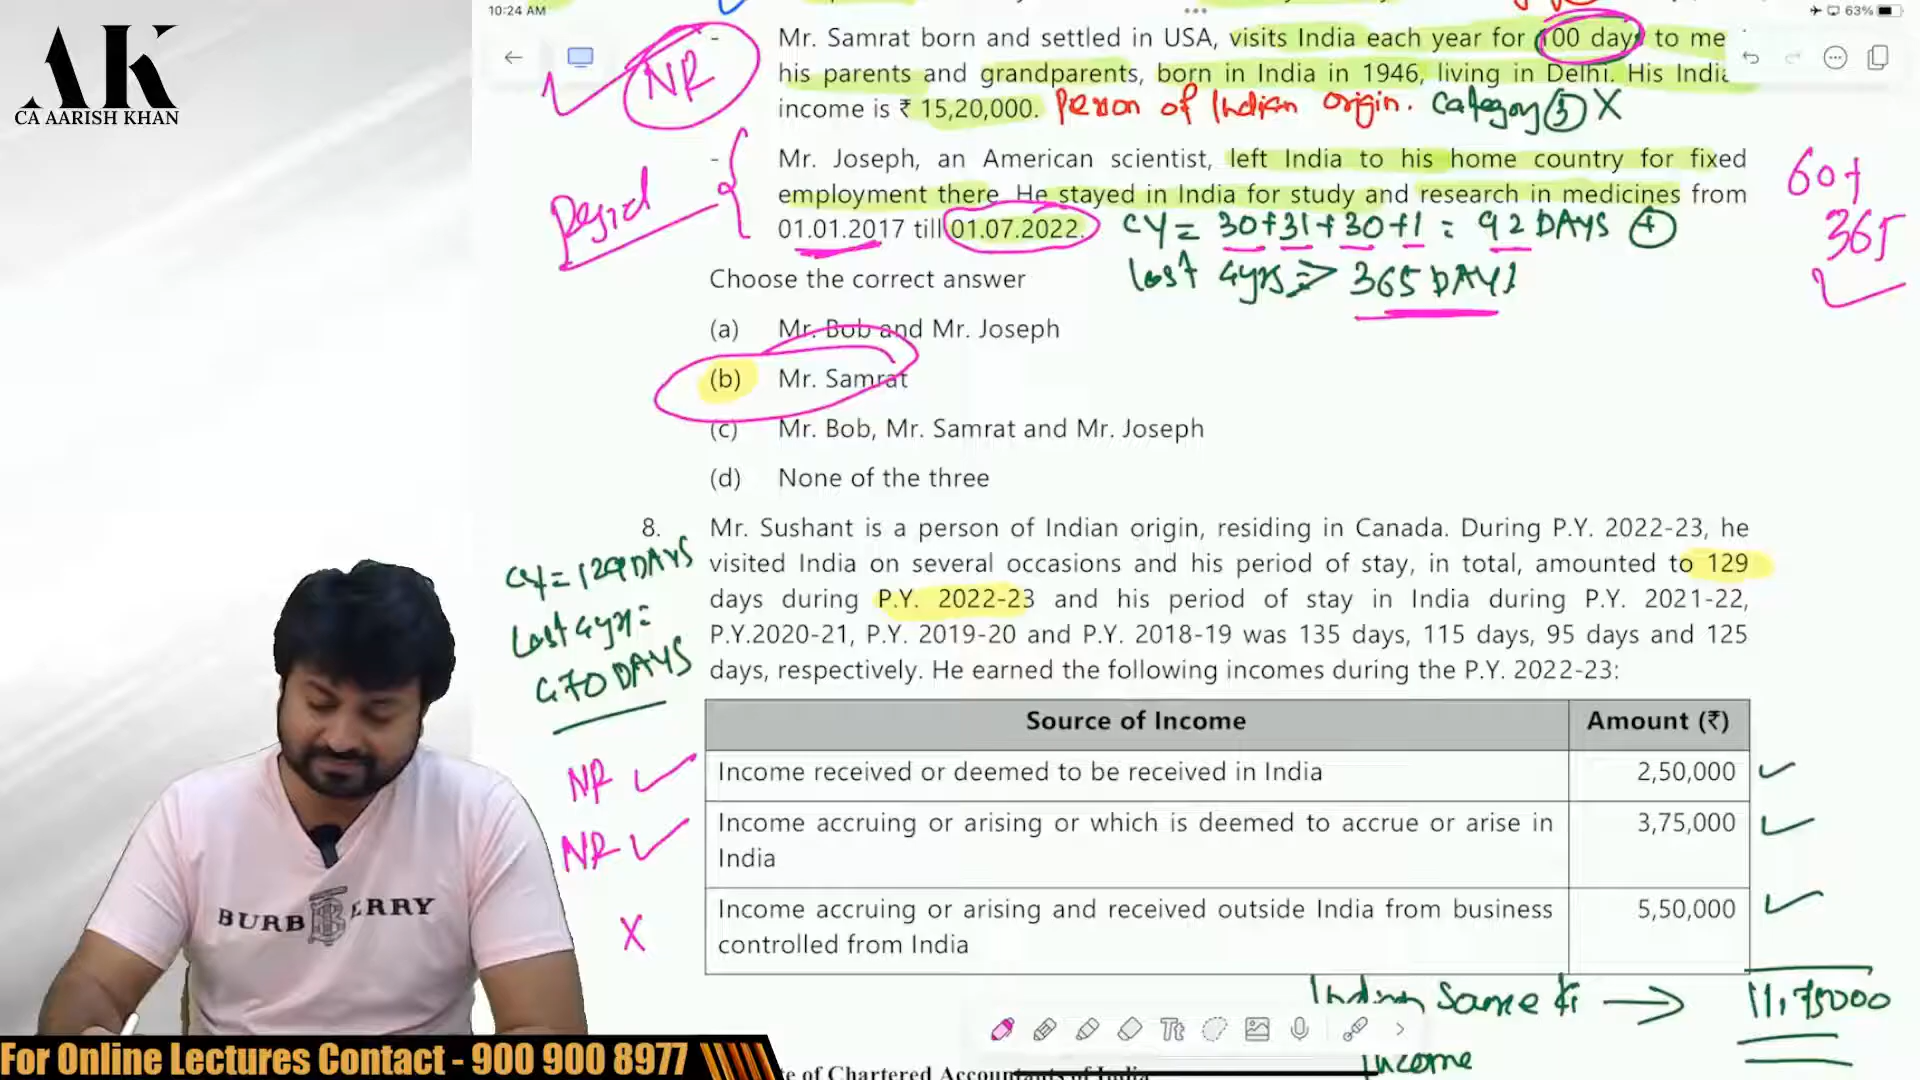 10:24 AM
63%
AK
CA AARISH KHAN
NR
Mr. Samrat born and settled in USA, visits India each year for 100 days to me
his parents and grandparents, born in India in 1946, living in Delhi. His India
income is ₹ 15,20,000. Person of Indian origin. Category ③ X
- Mr. Joseph, an American scientist, left India to his home country for fixed
employment there. He stayed in India for study and research in medicines from
01.01.2017 till 01.07.2022. CY = 30+31+30+1 = 92 DAYS +
60+
365
last 4yrs => 365 DAYS
Choose the correct answer
(a) Mr. Bob and Mr. Joseph
(b) Mr. Samrat
(c) Mr. Bob, Mr. Samrat and Mr. Joseph
(d) None of the three
8. Mr. Sushant is a person of Indian origin, residing in Canada. During P.Y. 2022-23, he
visited India on several occasions and his period of stay, in total, amounted to 129
days during P.Y. 2022-23 and his period of stay in India during P.Y. 2021-22,
P.Y.2020-21, P.Y. 2019-20 and P.Y. 2018-19 was 135 days, 115 days, 95 days and 125
days, respectively. He earned the following incomes during the P.Y. 2022-23:
CY = 129 DAYS
Last 4yrs =
470 DAYS
Source of Income Amount (₹)
NR Income received or deemed to be received in India 2,50,000
NR Income accruing or arising or which is deemed to accrue or arise in
India 3,75,000
X Income accruing or arising and received outside India from business
controlled from India 5,50,000
Indian Source ki → 11,75000
Income
Tt
BURBERRY
For Online Lectures Contact - 900 900 8977
te of Chartered Accountants of India